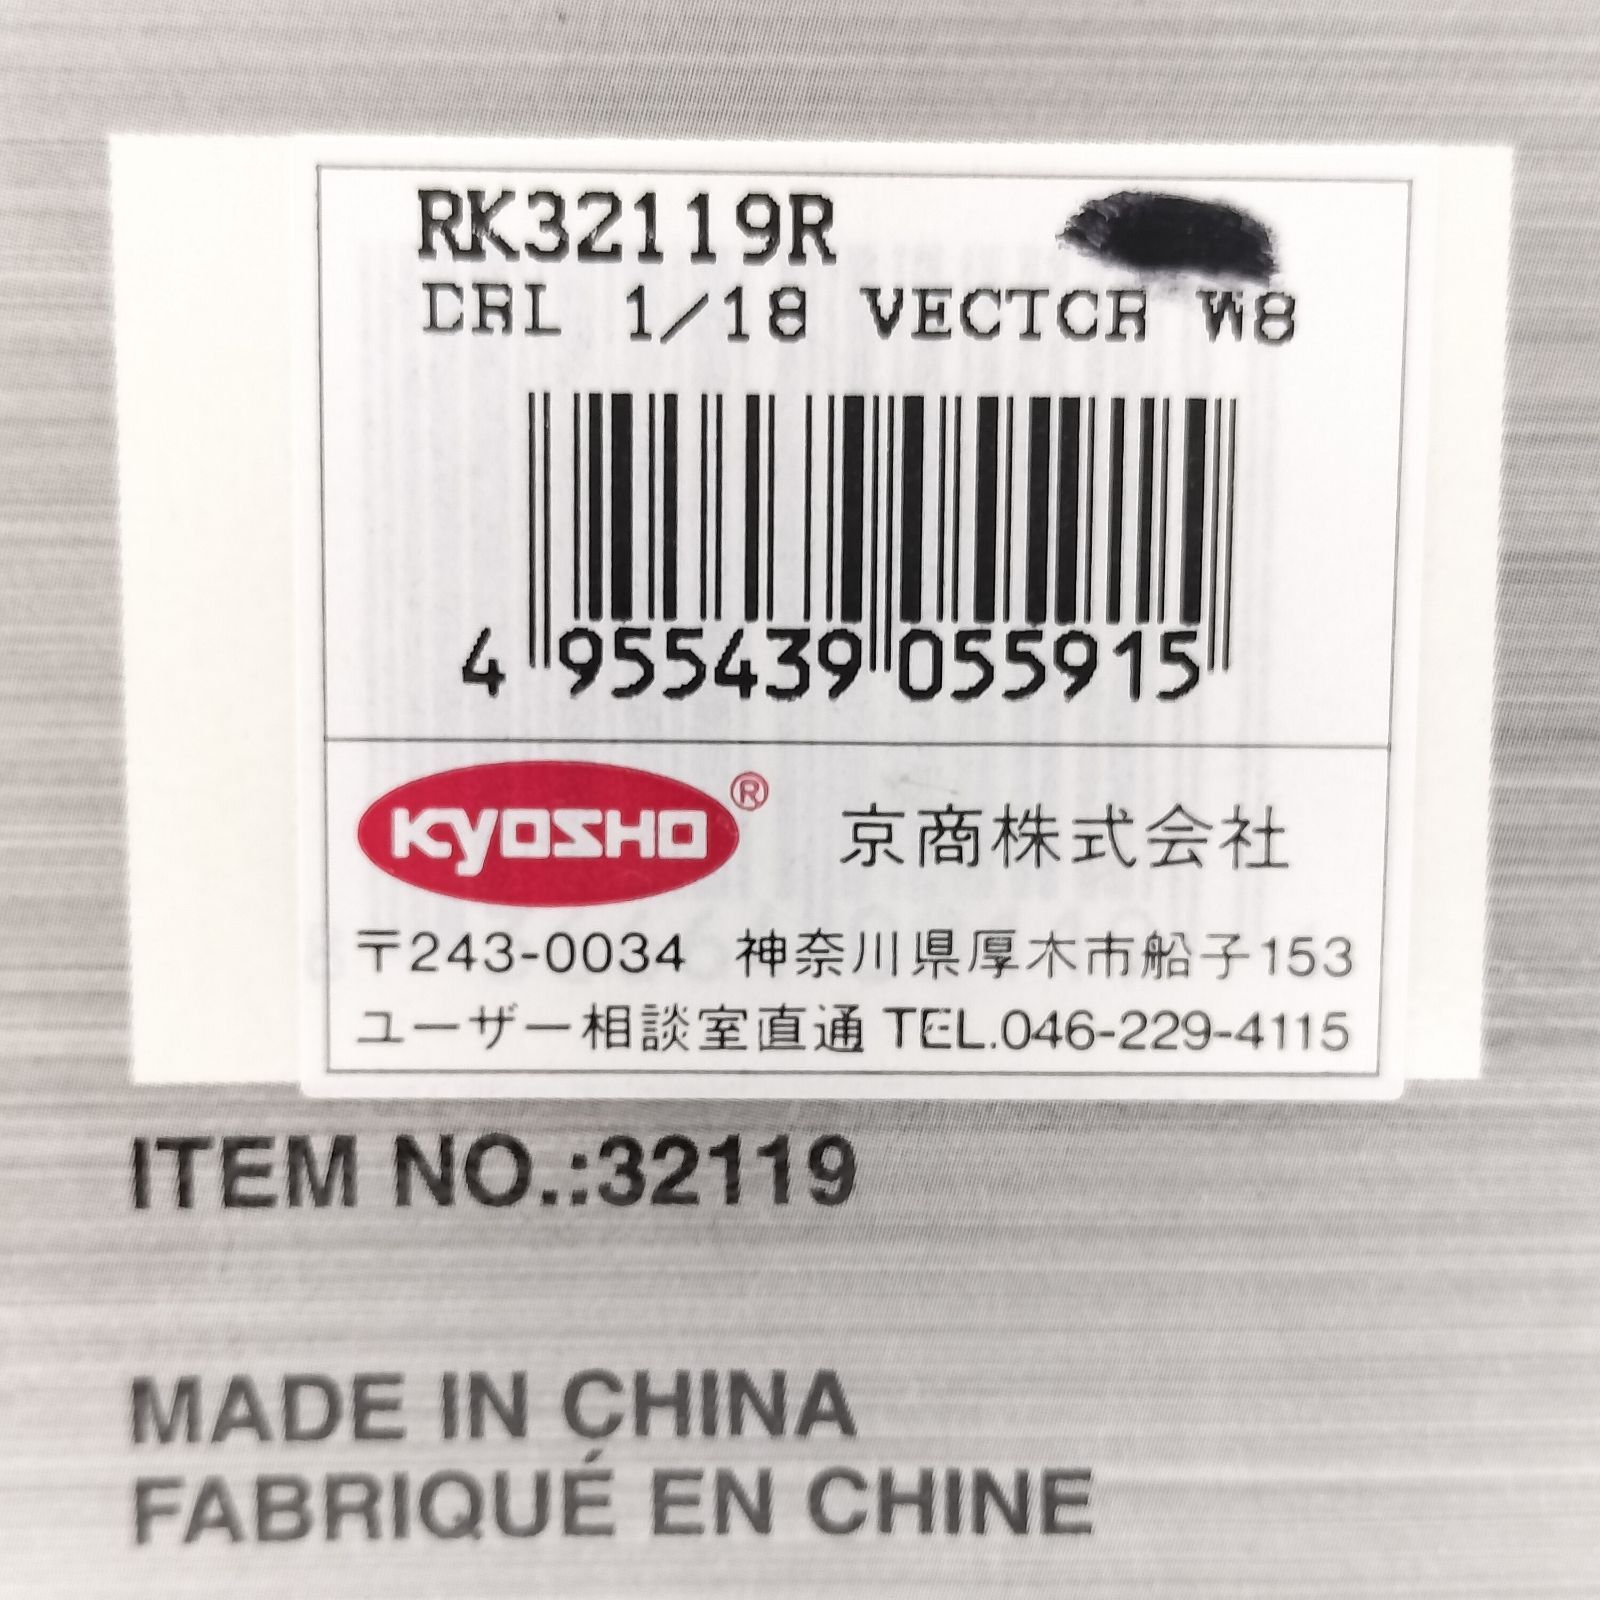 RK32119R
DRL 1/18 VECTOR W8
4 955439 055915
KYOSHO® 京商株式会社
〒243-0034 神奈川県厚木市船子153
ユーザー相談室直通 TEL.046-229-4115
ITEM NO.:32119
MADE IN CHINA
FABRIQUÉ EN CHINE